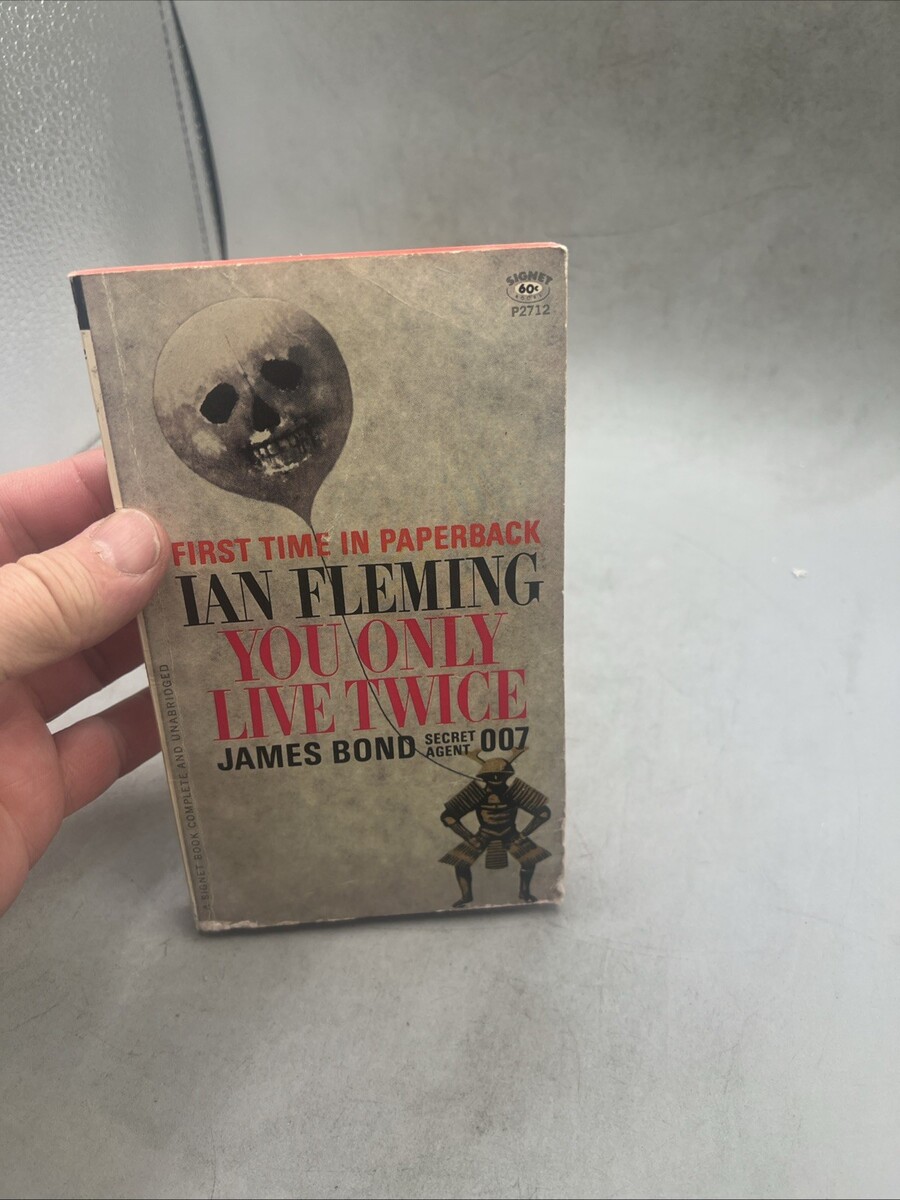 SIGNET
60¢
BOOKS
P2712
FIRST TIME IN PAPERBACK
IAN FLEMING
YOU ONLY
LIVE TWICE
JAMES BOND SECRET AGENT 007
A SIGNET BOOK COMPLETE AND UNABRIDGED